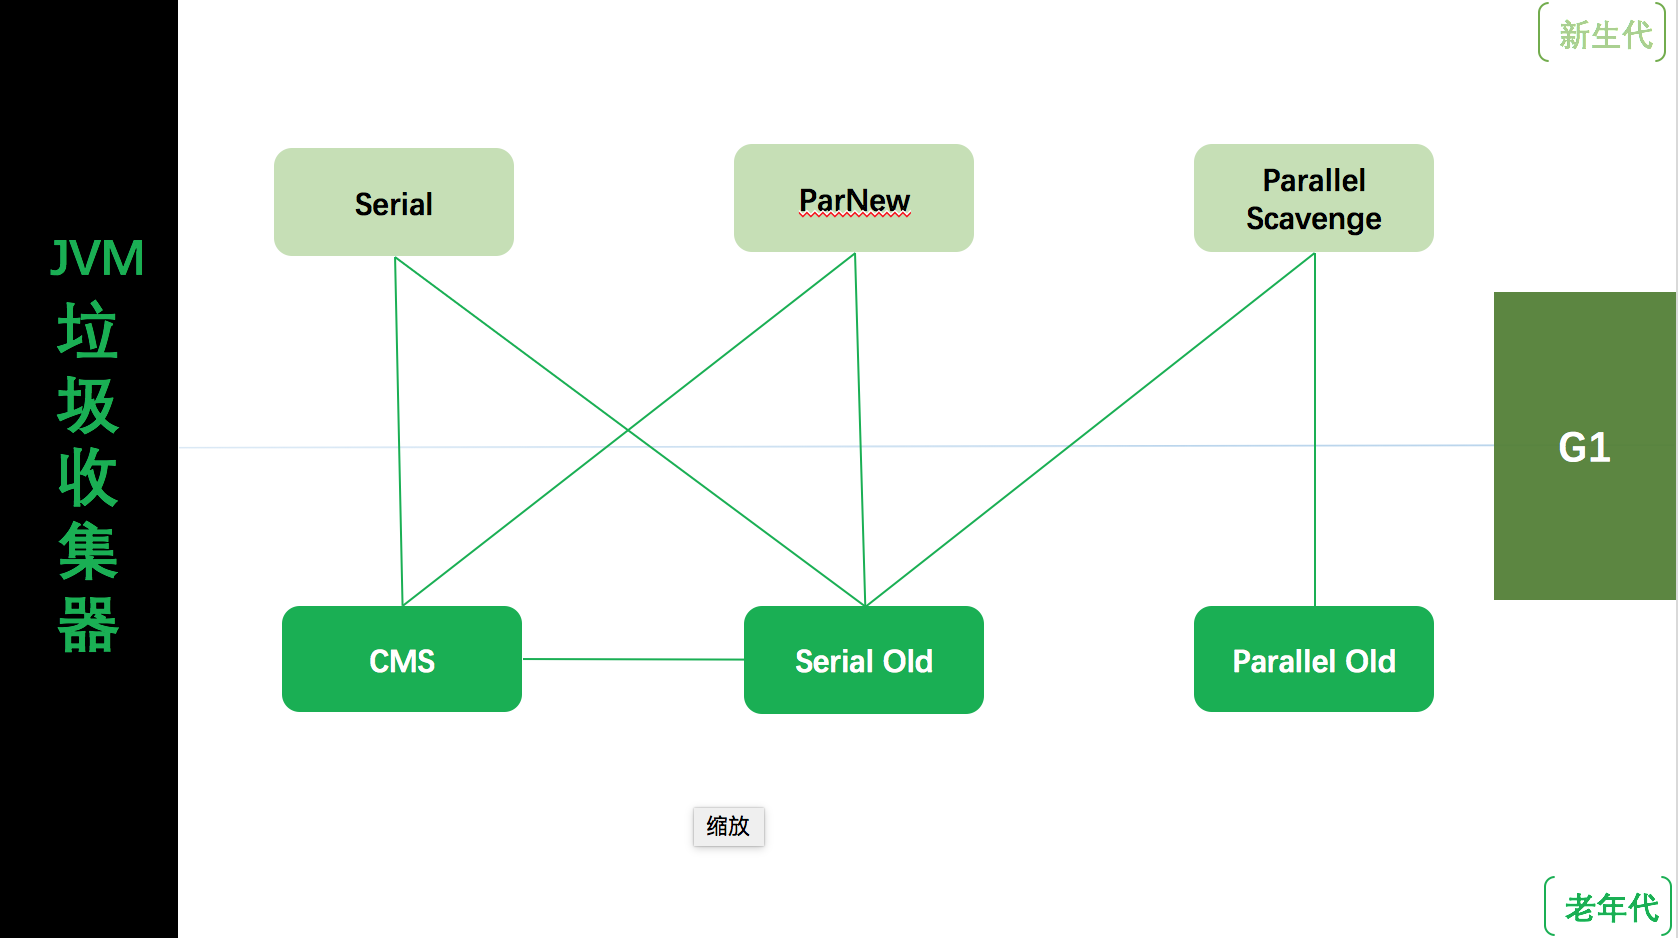 JVM
垃
圾
收
集
器
新生代
Serial
ParNew
Parallel
Scavenge
G1
CMS
Serial Old
Parallel Old
缩放
老年代